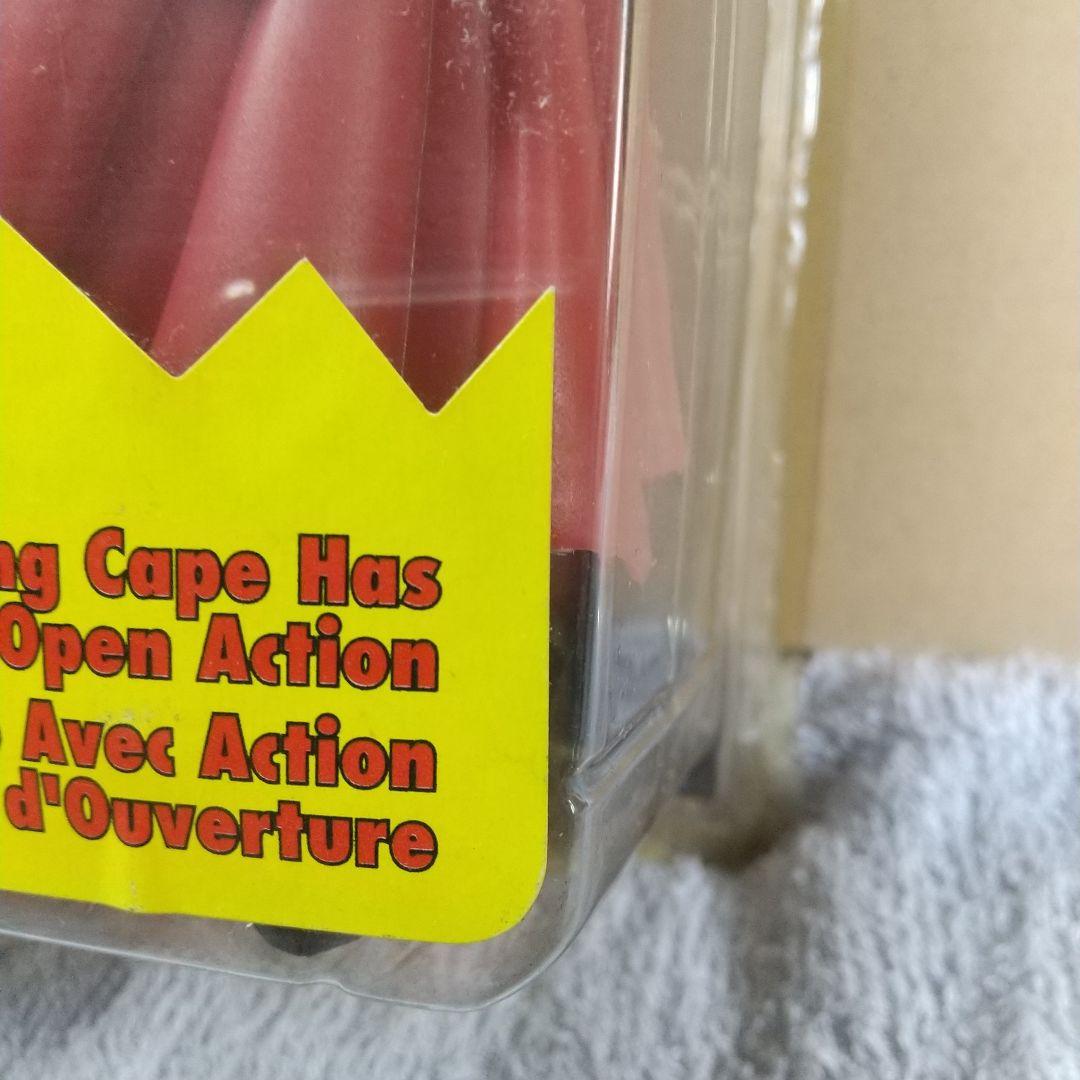 ng Cape Has
Open Action
Avec Action
d'Ouverture